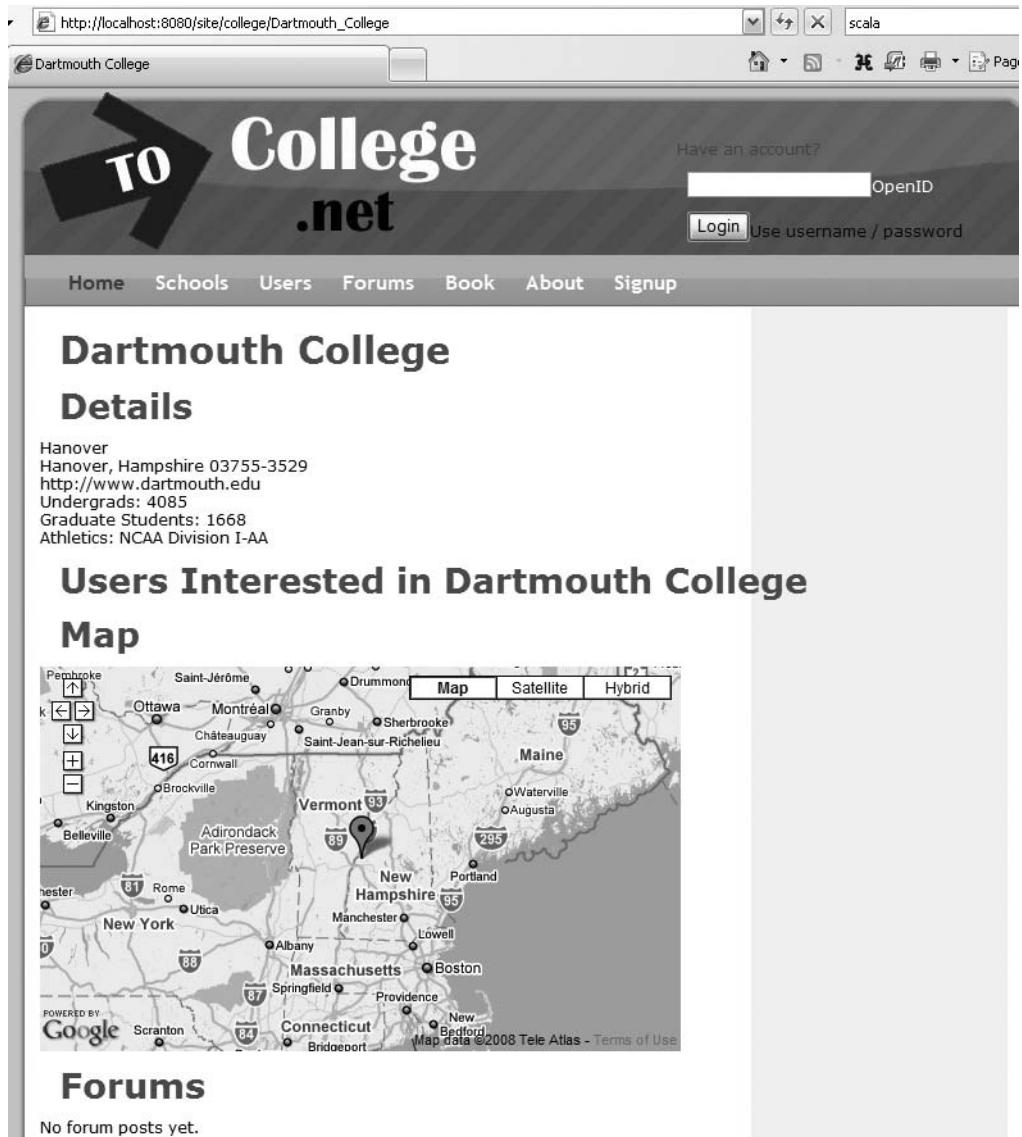 http://localhost:8080/site/college/Dartmouth_College
scala
Dartmouth College
Page
TO College .net
Have an account?
OpenID
Login Use username / password
Home Schools Users Forums Book About Signup
Dartmouth College
Details
Hanover
Hanover, Hampshire 03755-3529
http://www.dartmouth.edu
Undergrads: 4085
Graduate Students: 1668
Athletics: NCAA Division I-AA
Users Interested in Dartmouth College
Map
Pembroke
Saint-Jérôme
Drummond
Map Satellite Hybrid
Ottawa
Montréal
Granby
Sherbrooke
95
Châteauguay
Saint-Jean-sur-Richelieu
416
Cornwall
Maine
Brockville
Waterville
Kingston
Vermont
93
Augusta
Belleville
Adirondack
Park Preserve
89
295
New
Hampshire
Portland
81
Rome
95
Utica
New York
Manchester
Lowell
Albany
88
Massachusetts
Boston
87
Springfield
Providence
POWERED BY
Google
Scranton
84
Connecticut
New
Bedford
Bridgeport
Map data ©2008 Tele Atlas - Terms of Use
Forums
No forum posts yet.